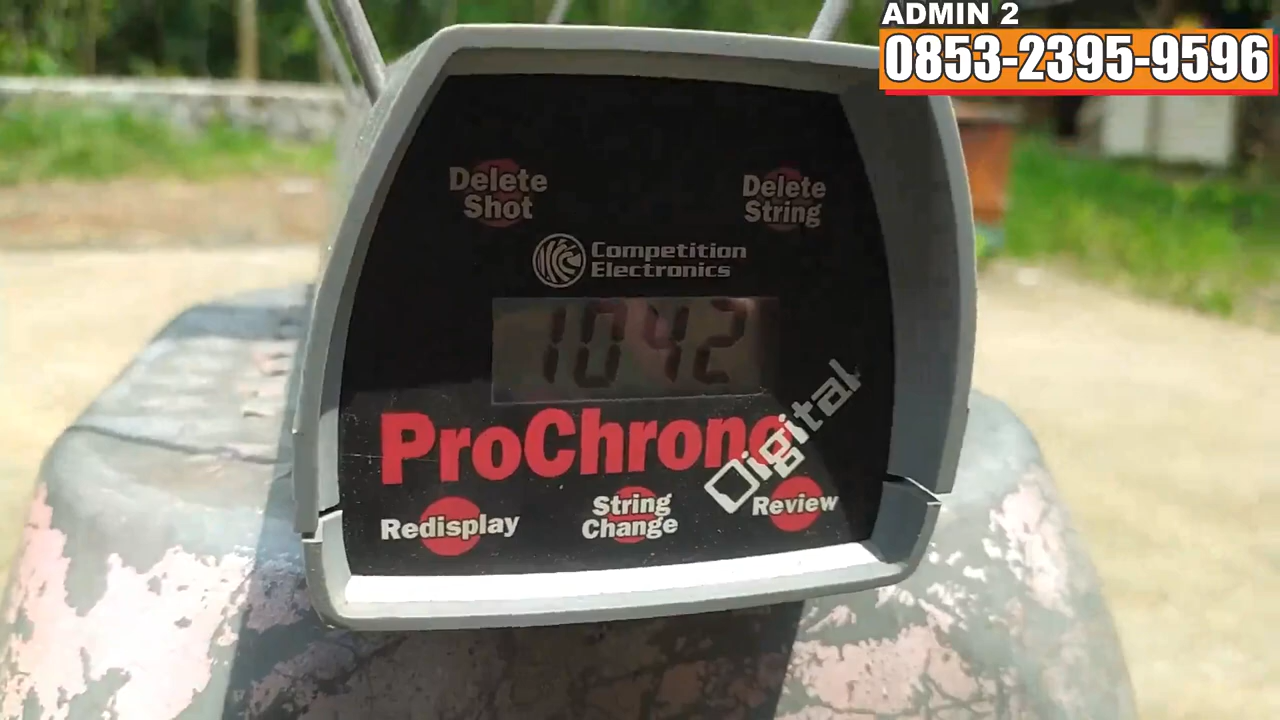 ADMIN 2
0853-2395-9596
Delete
Shot
Delete
String
Competition
Electronics
1042
ProChrono
Digital
Redisplay
String
Change
Review